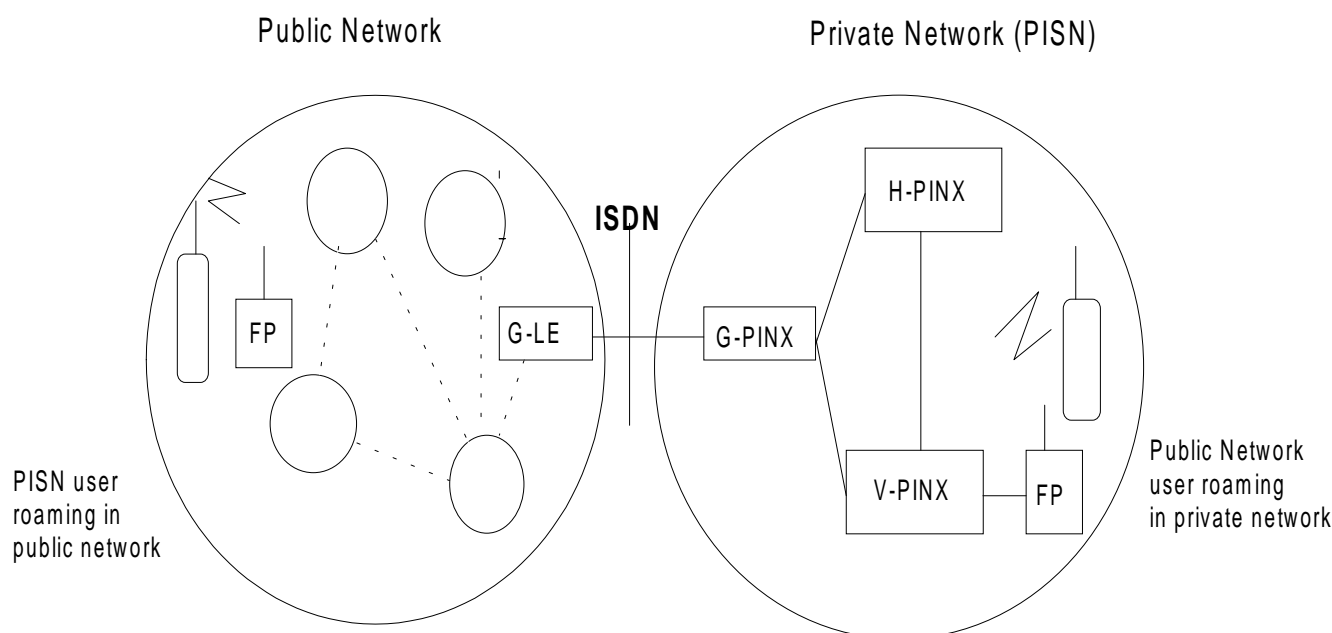 Public Network
Private Network (PISN)
ISDN
H-PINX
FP
G-LE
G-PINX
V-PINX
FP
PISN user
roaming in
public network
Public Network
user roaming
in private network